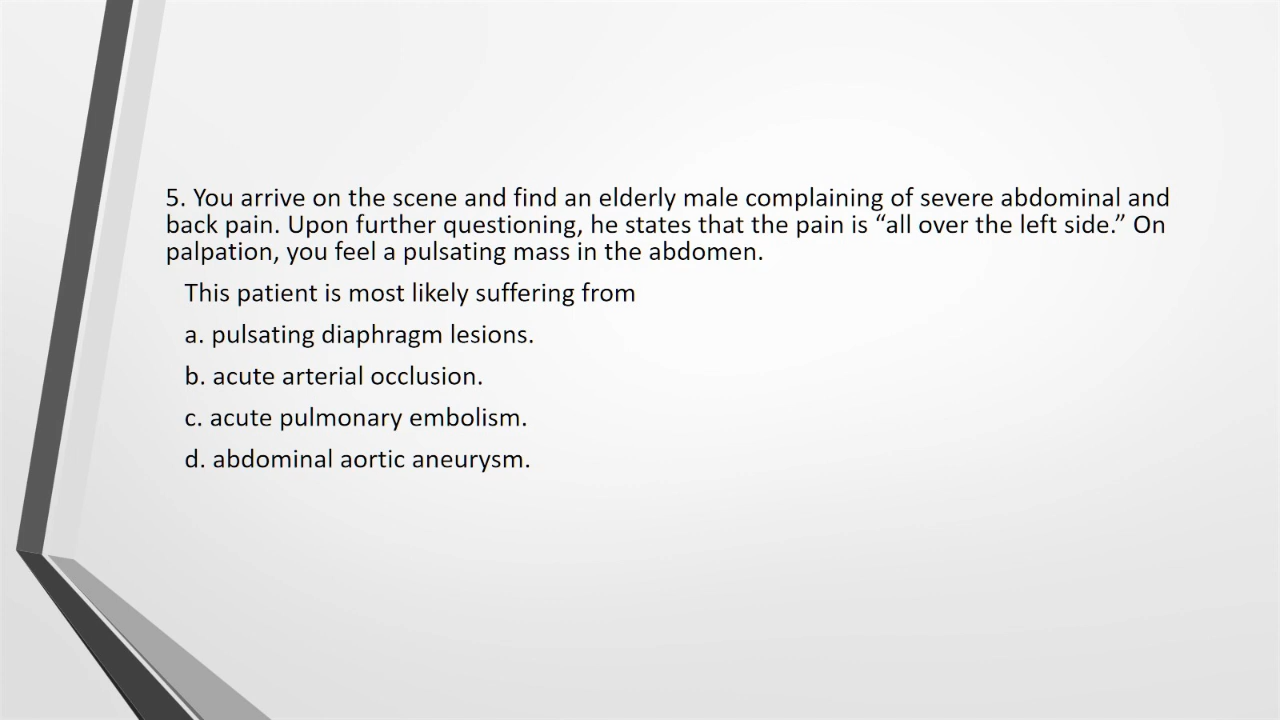 5. You arrive on the scene and find an elderly male complaining of severe abdominal and
back pain. Upon further questioning, he states that the pain is “all over the left side.” On
palpation, you feel a pulsating mass in the abdomen.
This patient is most likely suffering from
a. pulsating diaphragm lesions.
b. acute arterial occlusion.
c. acute pulmonary embolism.
d. abdominal aortic aneurysm.